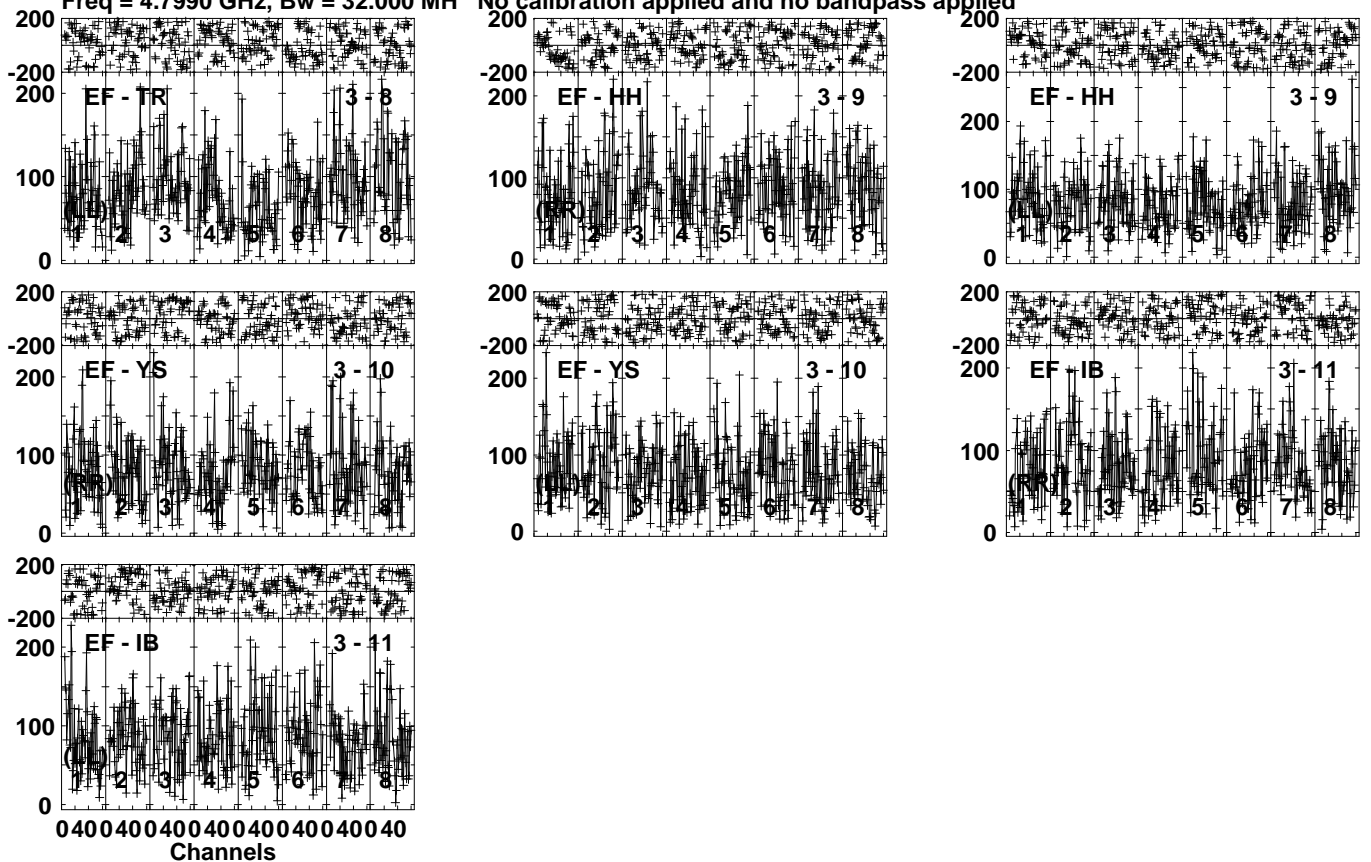 Freq = 4.7990 GHz, Bw = 32.000 MH No calibration applied and no bandpass applied
200 200 200
-200 -200 -200
200 EF - TR 3 - 8 200 EF - HH 3 - 9 200 EF - HH 3 - 9
100 100 100
(LL) (RR) (LL)
1 2 3 4 5 6 7 8 1 2 3 4 5 6 7 8 1 2 3 4 5 6 7 8
0 0 0
200 200 200
-200 -200 -200
200 EF - YS 3 - 10 200 EF - YS 3 - 10 200 EF - IB 3 - 11
100 100 100
(RR) (LL) (RR)
1 2 3 4 5 6 7 8 1 2 3 4 5 6 7 8 1 2 3 4 5 6 7 8
0 0 0
200
-200
200 EF - IB 3 - 11
100
(LL)
1 2 3 4 5 6 7 8
0
0 40 0 40 0 40 0 40 0 40 0 40 0 40 0 40
Channels